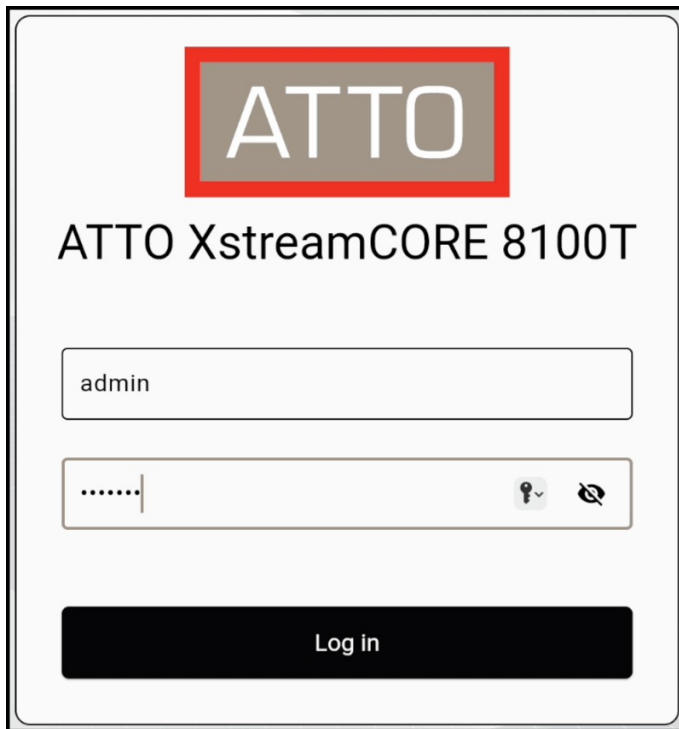 ATTO
ATTO XstreamCORE 8100T
admin
•••••••
Log in